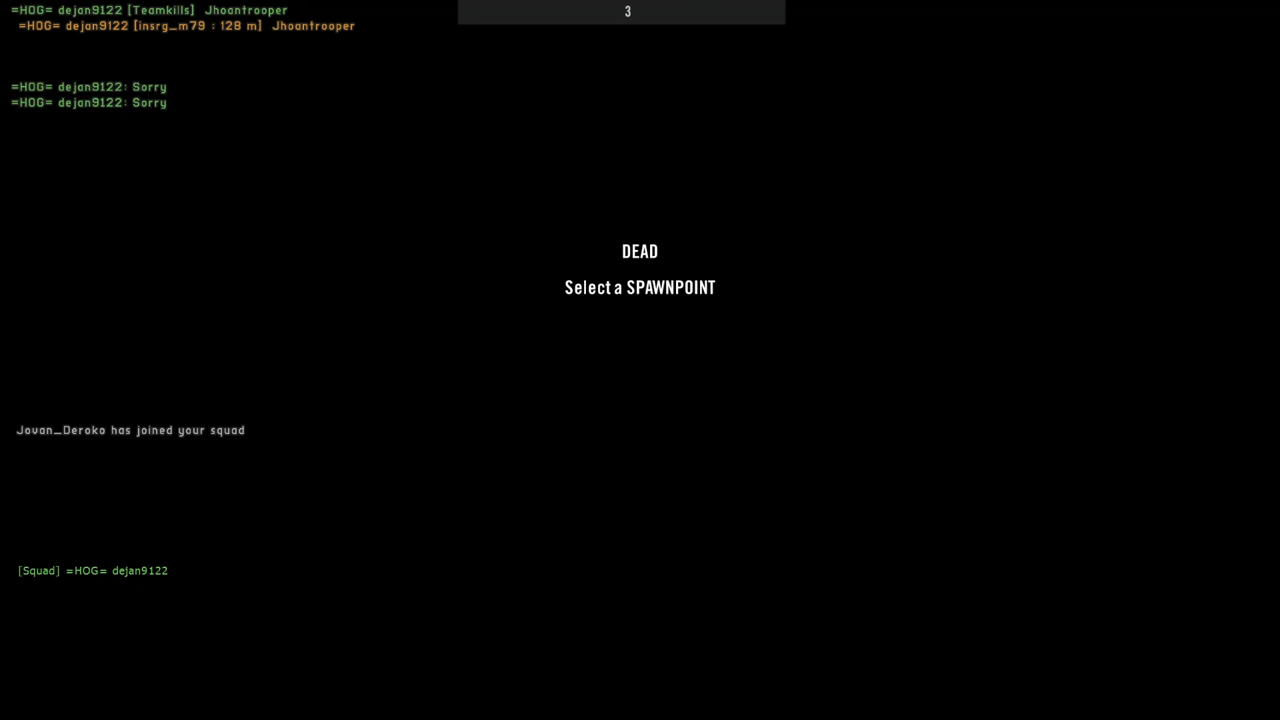 3
=HOG= dejan9122 [Teamkills]  Jhoantrooper
=HOG= dejan9122 [insrg_m79 : 128 m]  Jhoantrooper
=HOG= dejan9122: Sorry
=HOG= dejan9122: Sorry
DEAD
Select a SPAWNPOINT
Jovan_Deroko has joined your squad
[Squad] =HOG= dejan9122